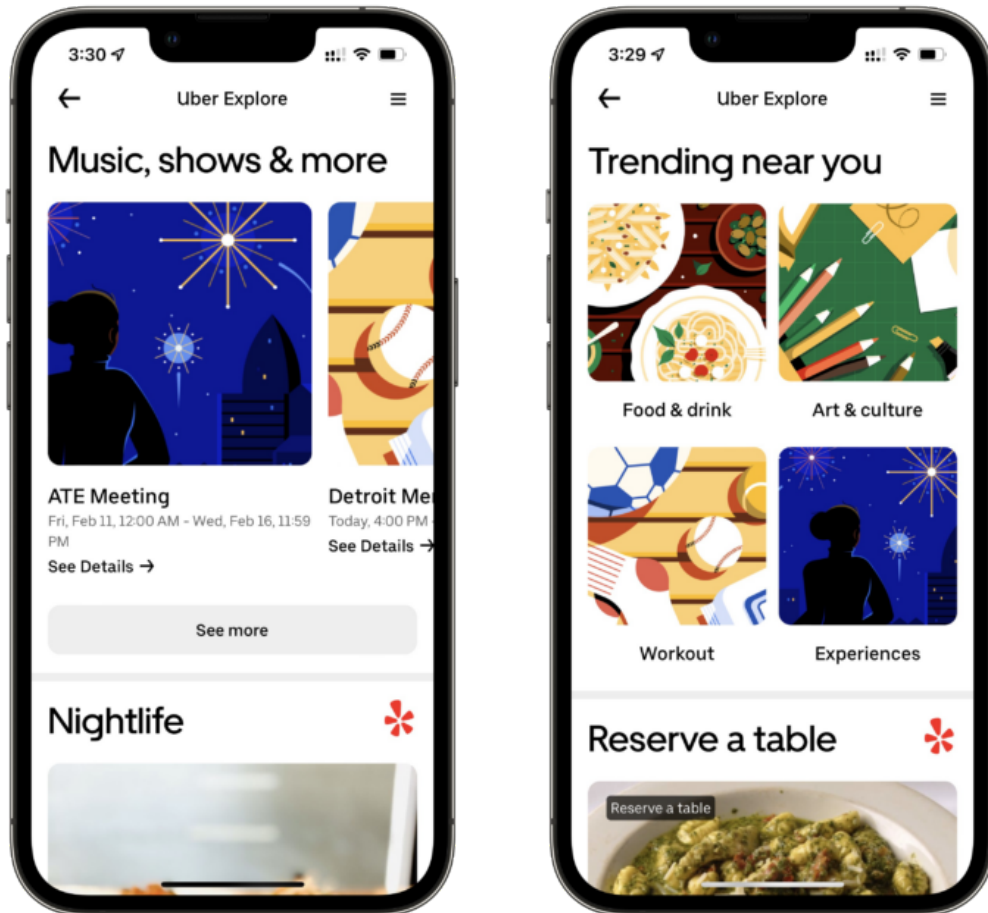 3:30
Uber Explore
Music, shows & more
ATE Meeting
Fri, Feb 11, 12:00 AM – Wed, Feb 16, 11:59
PM
See Details →
Detroit Me
Today, 4:00 PM
See Details →
See more
Nightlife
3:29
Uber Explore
Trending near you
Food & drink
Art & culture
Workout
Experiences
Reserve a table
Reserve a table